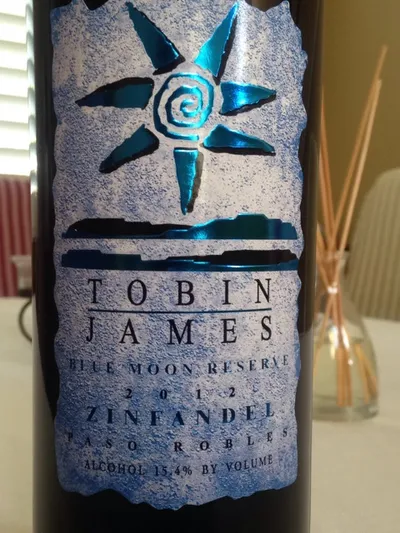 TOBIN
JAMES
BLUE MOON RESERVE
2012
ZINFANDEL
PASO ROBLES
ALCOHOL 15.4% BY VOLUME